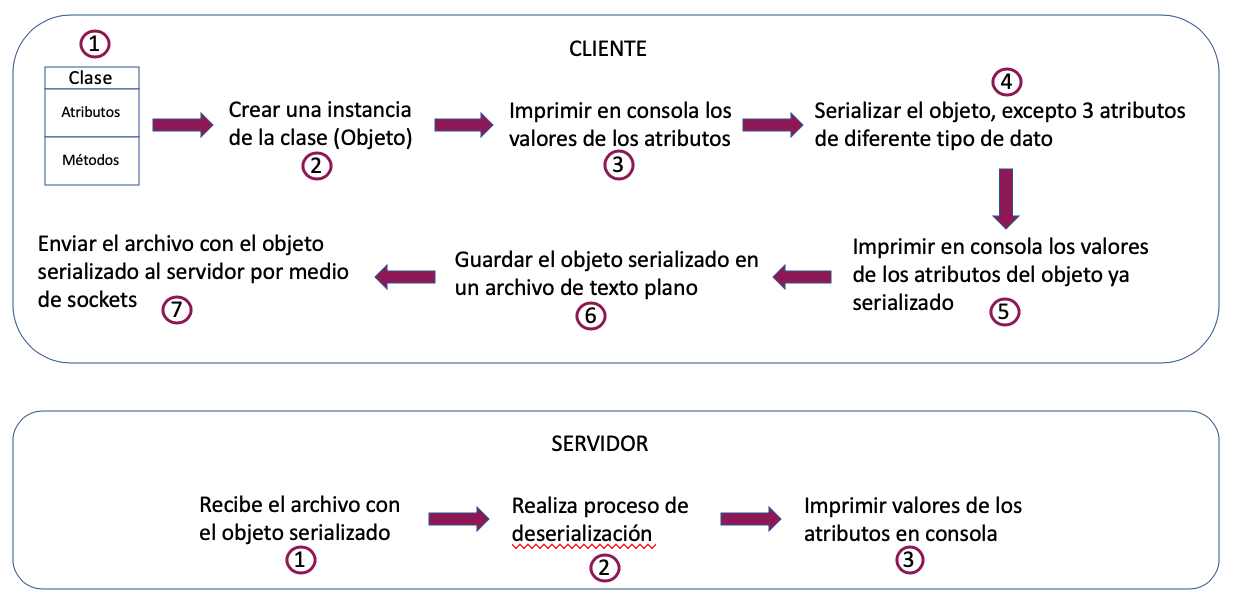 CLIENTE
1
Clase
Atributos
Métodos
Crear una instancia
de la clase (Objeto)
2
Imprimir en consola los
valores de los atributos
3
4
Serializar el objeto, excepto 3 atributos
de diferente tipo de dato
Imprimir en consola los valores
de los atributos del objeto ya
serializado
5
Guardar el objeto serializado en
un archivo de texto plano
6
Enviar el archivo con el objeto
serializado al servidor por medio
de sockets
7
SERVIDOR
Recibe el archivo con
el objeto serializado
1
Realiza proceso de
deserialización
2
Imprimir valores de los
atributos en consola
3